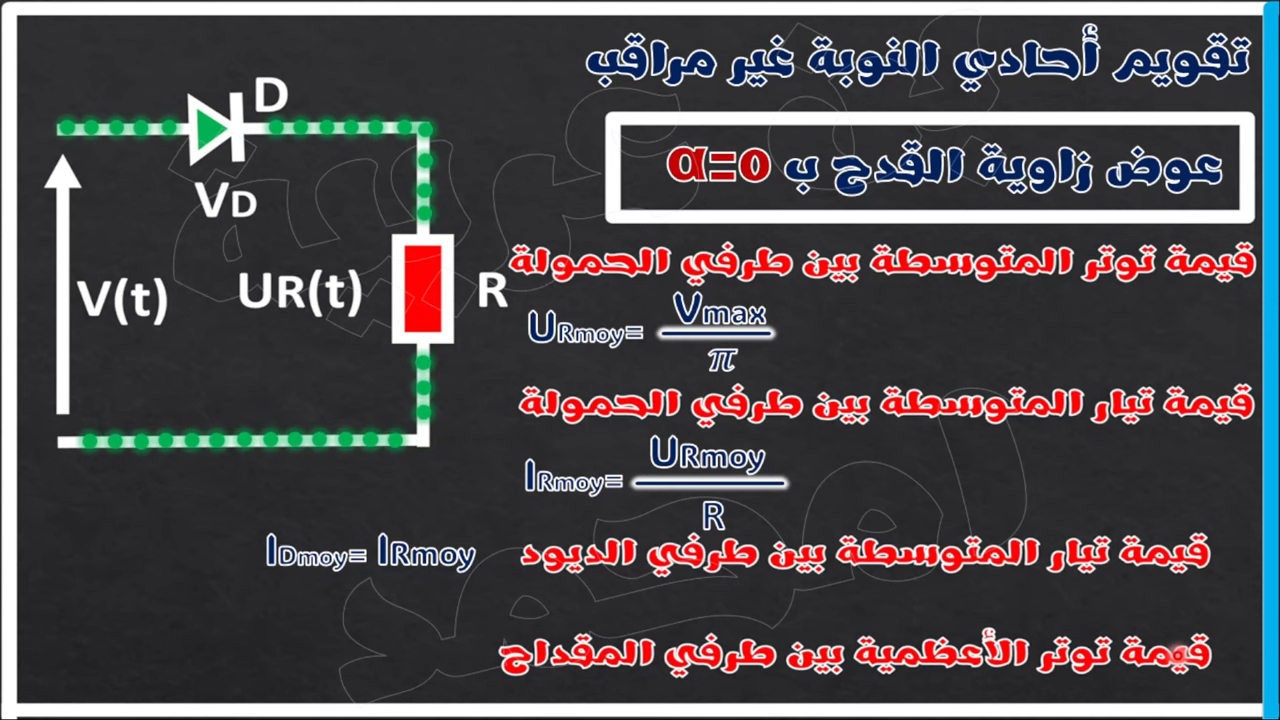 تقويم أحادي النوبة غير مراقب
عوض زاوية القدح ب α=0
D
VD
V(t)
UR(t)
R
قيمة توتر المتوسطة بين طرفي الحمولة
URmoy= Vmax
π
قيمة تيار المتوسطة بين طرفي الحمولة
IRmoy= URmoy
R
قيمة تيار المتوسطة بين طرفي الديود
IDmoy= IRmoy
قيمة توتر الأعظمية بين طرفي المقداح